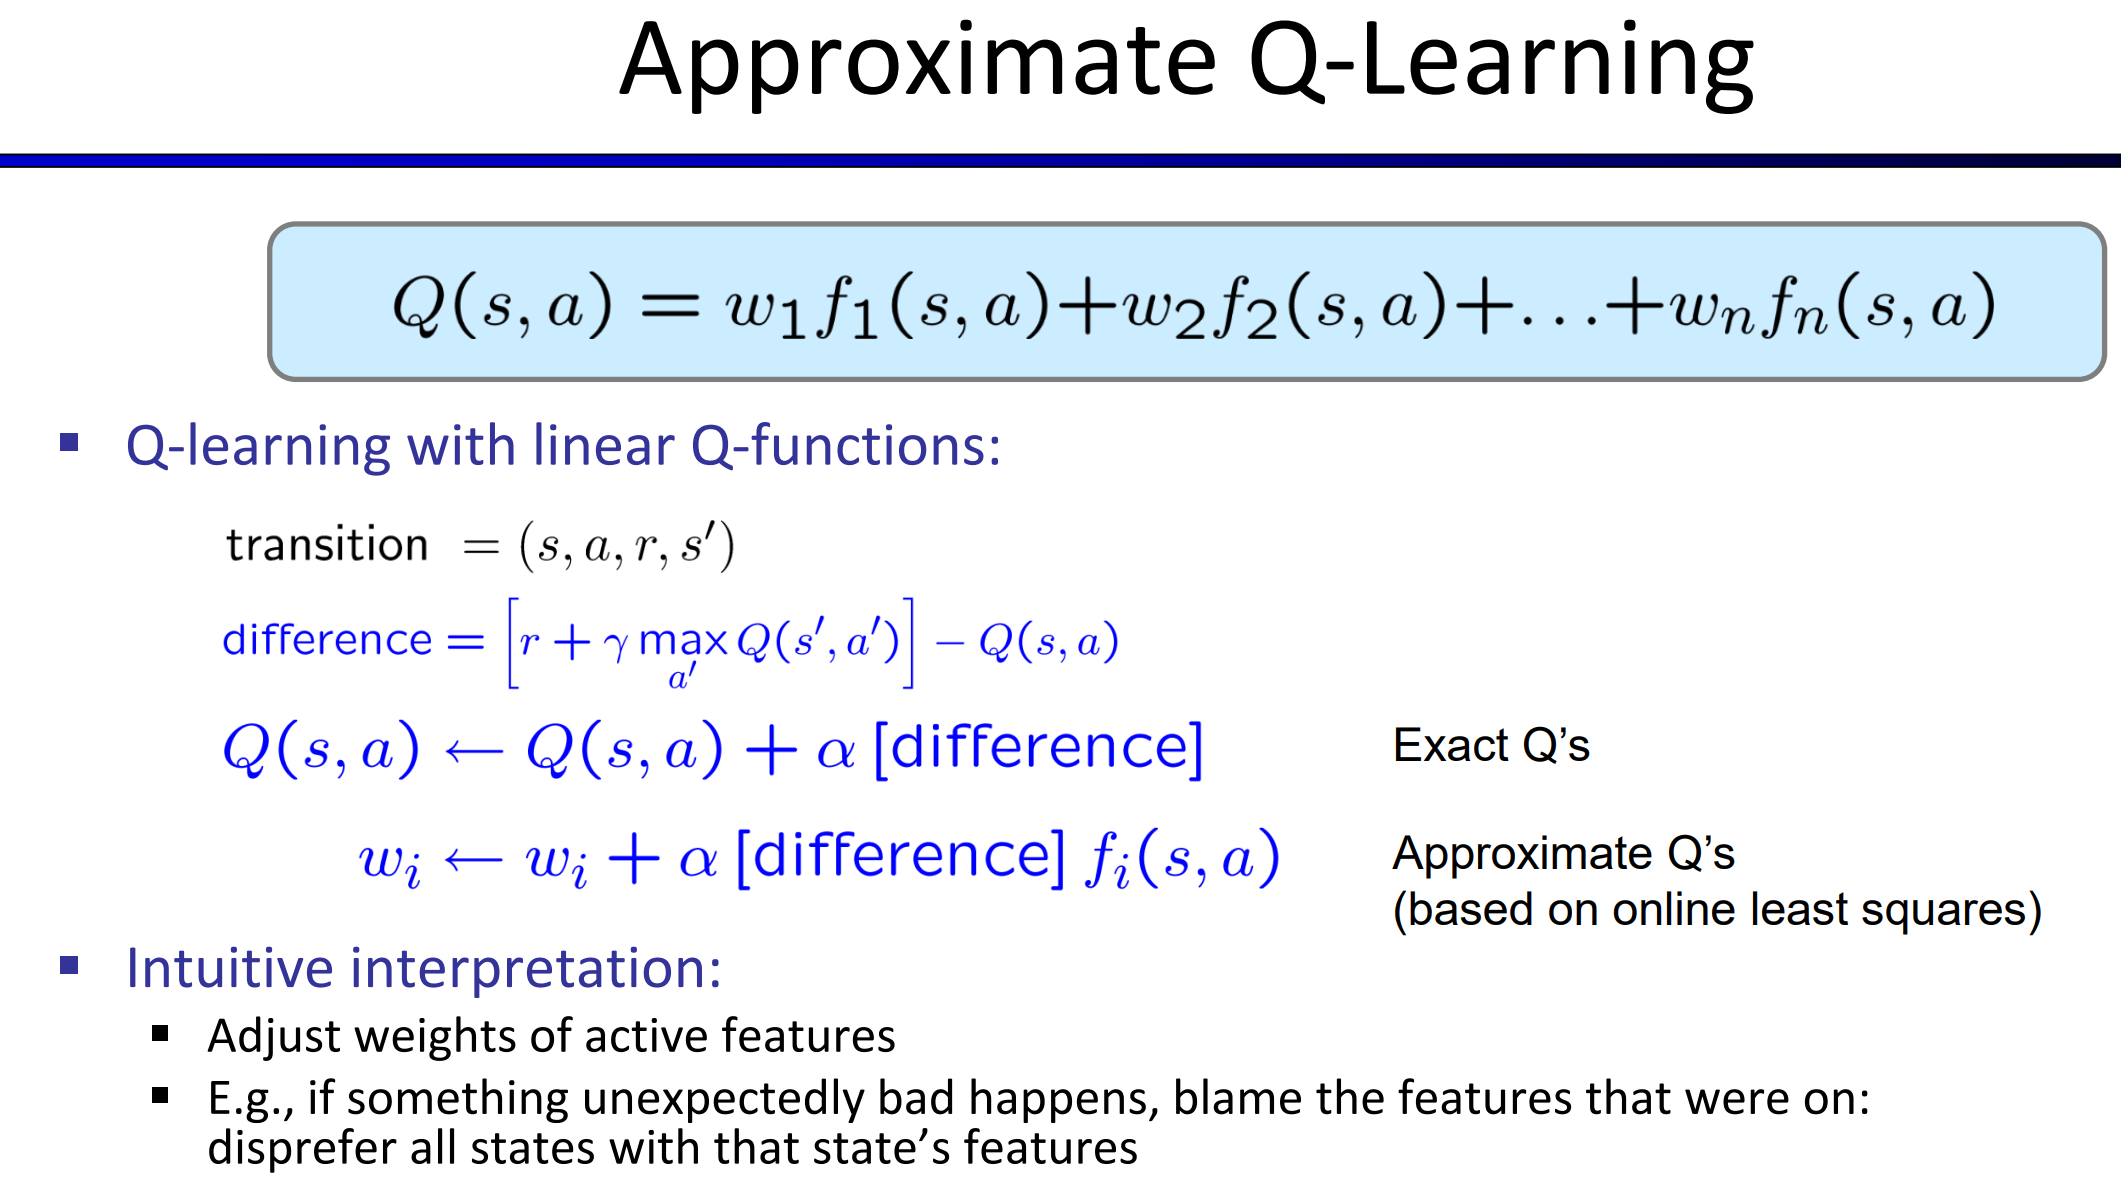 Approximate Q-Learning
Q(s, a) = w₁f₁(s, a)+w₂f₂(s, a)+...+wₙfₙ(s, a)
▪ Q-learning with linear Q-functions:
transition = (s, a, r, s′)
difference = [r + γ max_{a′} Q(s′, a′)] − Q(s, a)
Q(s, a) ← Q(s, a) + α [difference] Exact Q’s
wᵢ ← wᵢ + α [difference] fᵢ(s, a) Approximate Q’s
(based on online least squares)
▪ Intuitive interpretation:
▪ Adjust weights of active features
▪ E.g., if something unexpectedly bad happens, blame the features that were on:
disprefer all states with that state’s features